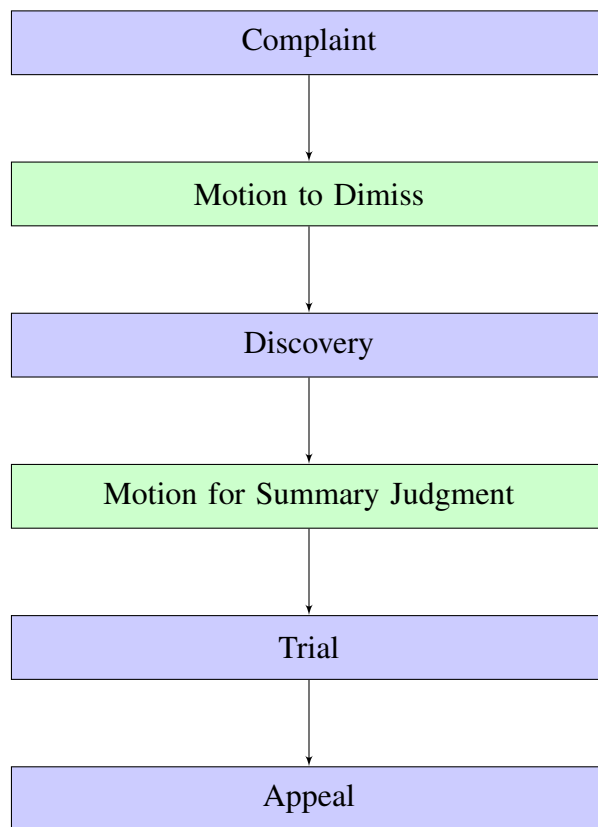 Complaint
Motion to Dimiss
Discovery
Motion for Summary Judgment
Trial
Appeal